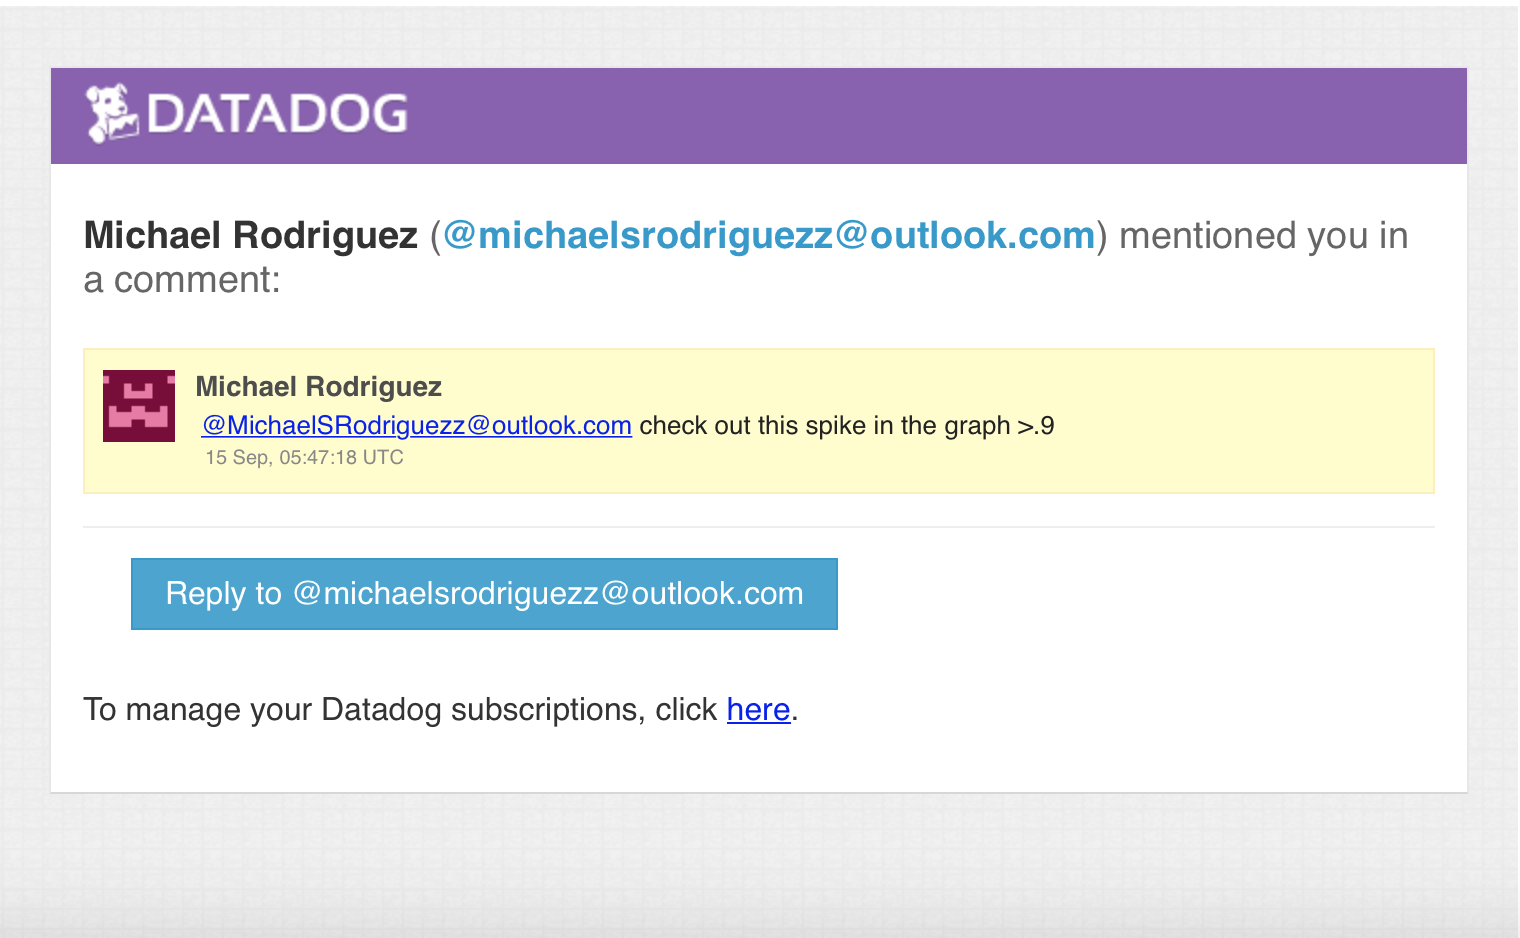 DATADOG
Michael Rodriguez (@michaelsrodriguezz@outlook.com) mentioned you in
a comment:
Michael Rodriguez
@MichaelSRodriguezz@outlook.com check out this spike in the graph >.9
15 Sep, 05:47:18 UTC
Reply to @michaelsrodriguezz@outlook.com
To manage your Datadog subscriptions, click here.